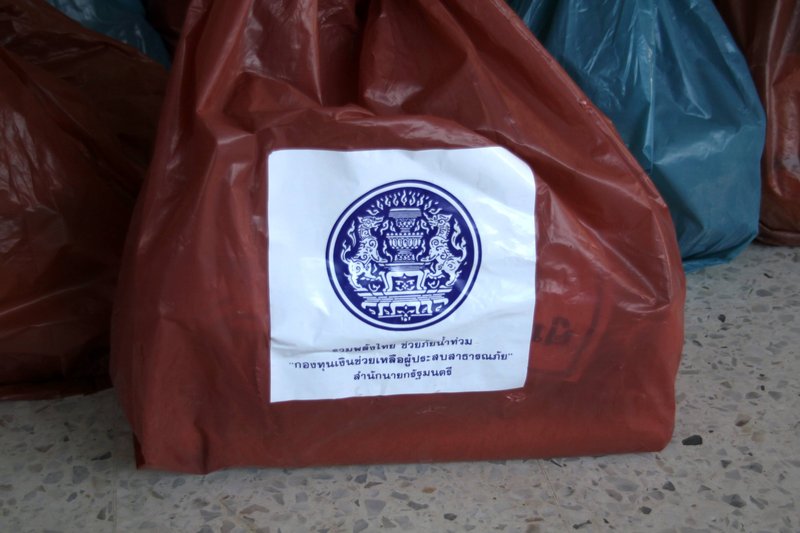 รวมพลังไทย ช่วยภัยน้ำท่วม
"กองทุนเงินช่วยเหลือผู้ประสบสาธารณภัย"
สำนักนายกรัฐมนตรี